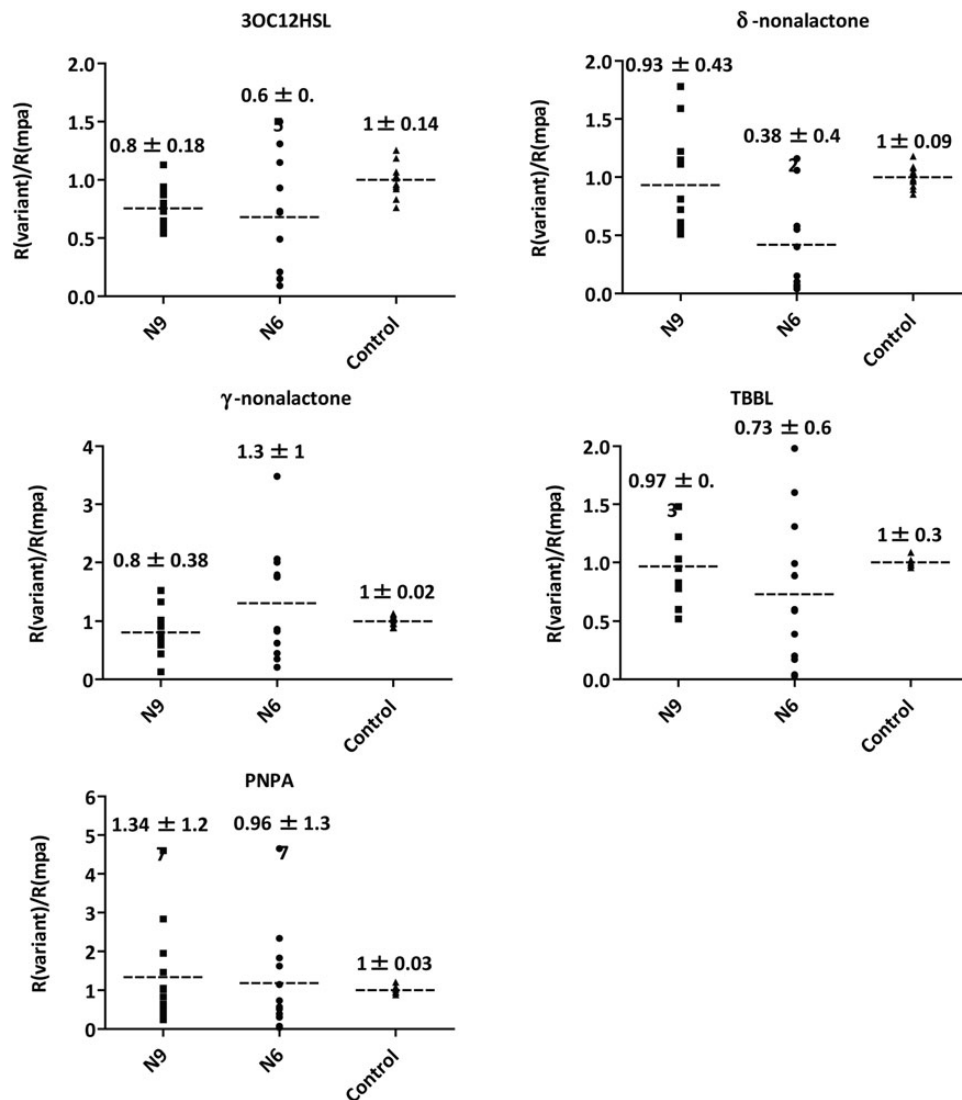 3OC12HSL
R(variant)/R(mpa)
2.0
1.5
1.0
0.5
0.0
0.8 ± 0.18
0.6 ± 0.
5
1 ± 0.14
N9
N6
Control
δ -nonalactone
R(variant)/R(mpa)
2.0
1.5
1.0
0.5
0.0
0.93 ± 0.43
0.38 ± 0.4
2
1 ± 0.09
N9
N6
Control
γ -nonalactone
R(variant)/R(mpa)
4
3
2
1
0
0.8 ± 0.38
1.3 ± 1
1 ± 0.02
N9
N6
Control
TBBL
R(variant)/R(mpa)
2.0
1.5
1.0
0.5
0.0
0.97 ± 0.
3
0.73 ± 0.6
1 ± 0.3
N9
N6
Control
PNPA
R(variant)/R(mpa)
6
5
4
3
2
1
0
1.34 ± 1.2
7
0.96 ± 1.3
7
1 ± 0.03
N9
N6
Control